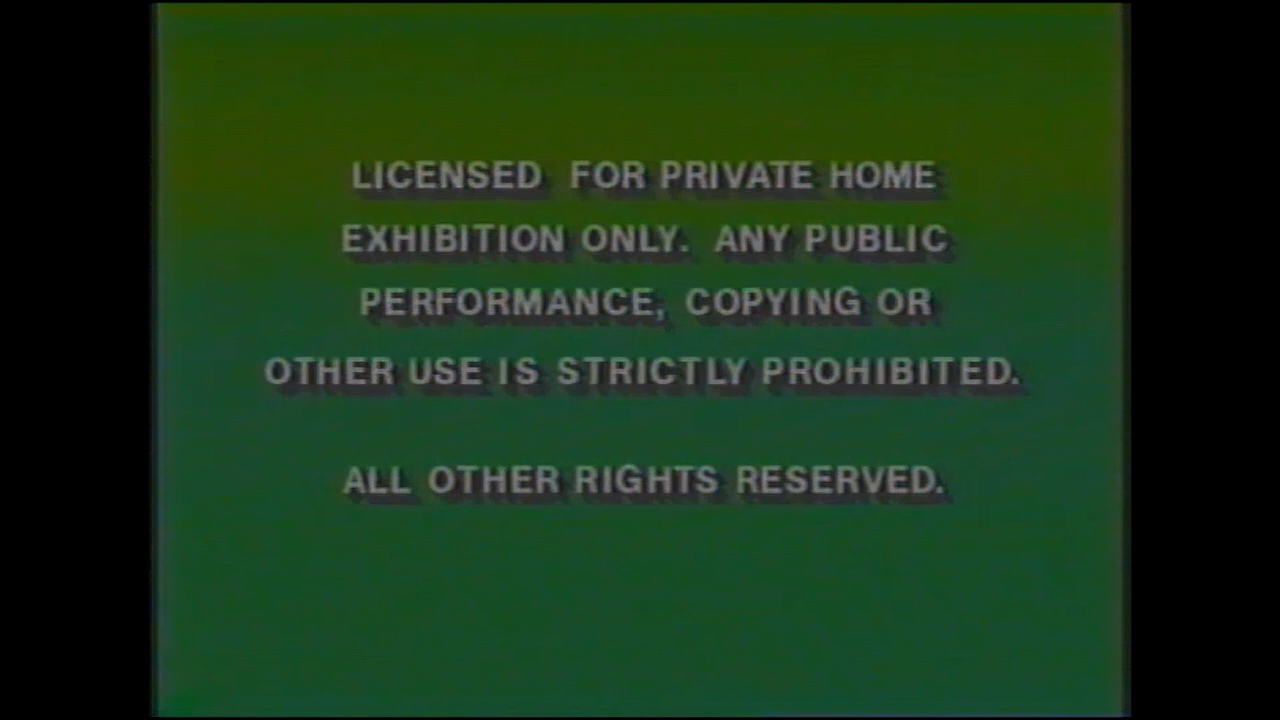 LICENSED FOR PRIVATE HOME
EXHIBITION ONLY. ANY PUBLIC
PERFORMANCE, COPYING OR
OTHER USE IS STRICTLY PROHIBITED.
ALL OTHER RIGHTS RESERVED.